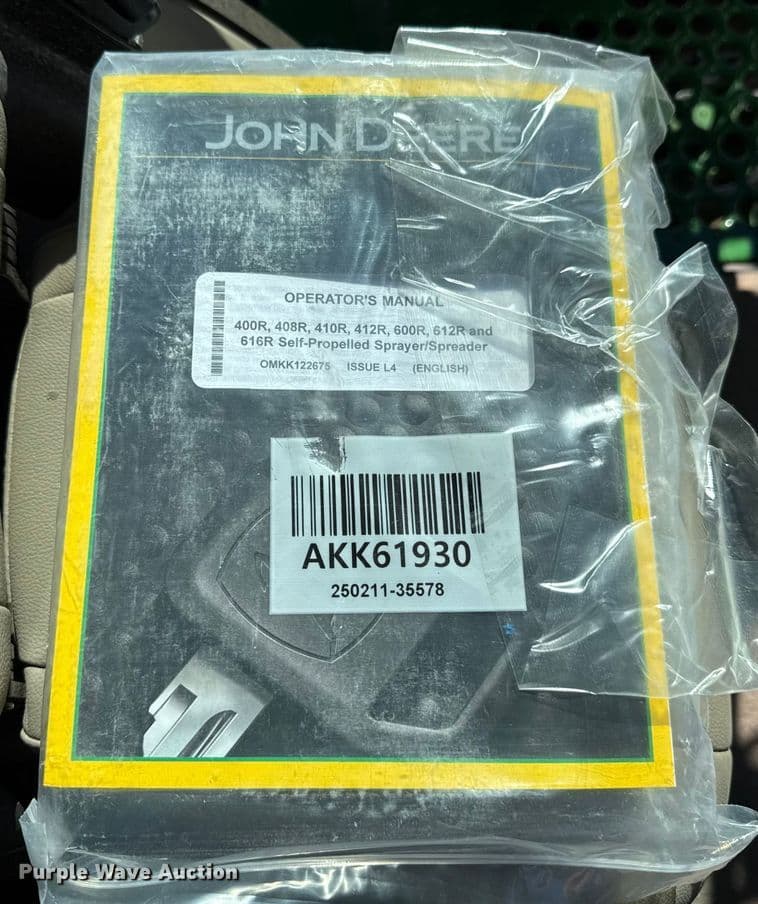 JOHN DEERE
OPERATOR'S MANUAL
400R, 408R, 410R, 412R, 600R, 612R and
616R Self-Propelled Sprayer/Spreader
OMKK122675 ISSUE L4 (ENGLISH)
AKK61930
250211-35578
Purple Wave Auction